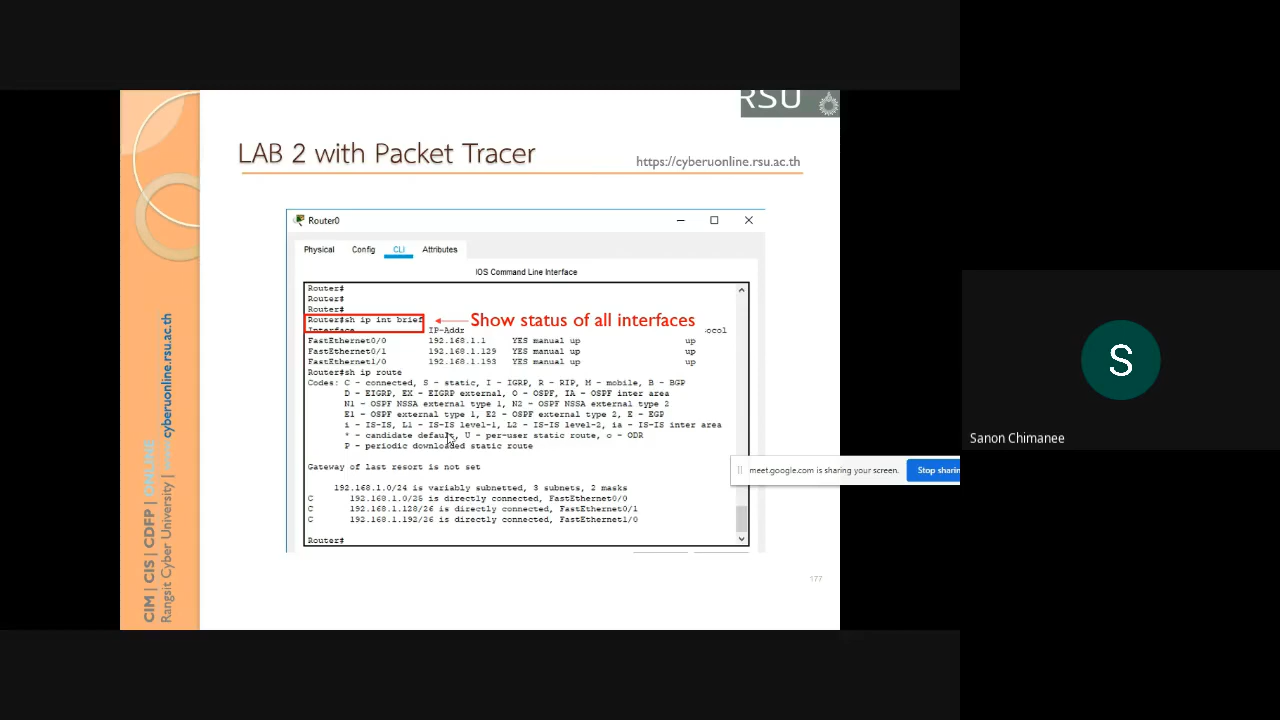 RSU
LAB 2 with Packet Tracer
https://cyberuonline.rsu.ac.th
Router0
Physical Config CLI Attributes
IOS Command Line Interface
Router#
Router#
Router#
Router#sh ip int brief
Show status of all interfaces
Interface IP-Addr ocol
FastEthernet0/0 192.168.1.1 YES manual up up
FastEthernet0/1 192.168.1.129 YES manual up up
FastEthernet1/0 192.168.1.193 YES manual up up
Router#sh ip route
Codes: C - connected, S - static, I - IGRP, R - RIP, M - mobile, B - BGP
D - EIGRP, EX - EIGRP external, O - OSPF, IA - OSPF inter area
N1 - OSPF NSSA external type 1, N2 - OSPF NSSA external type 2
E1 - OSPF external type 1, E2 - OSPF external type 2, E - EGP
i - IS-IS, L1 - IS-IS level-1, L2 - IS-IS level-2, ia - IS-IS inter area
* - candidate default, U - per-user static route, o - ODR
P - periodic downloaded static route
Gateway of last resort is not set
192.168.1.0/24 is variably subnetted, 3 subnets, 2 masks
C 192.168.1.0/25 is directly connected, FastEthernet0/0
C 192.168.1.128/26 is directly connected, FastEthernet0/1
C 192.168.1.192/26 is directly connected, FastEthernet1/0
Router#
177
CIM | CIS | CDFP | ONLINE
Rangsit Cyber University | www.cyberuonline.rsu.ac.th
meet.google.com is sharing your screen.
Stop sharin
S
Sanon Chimanee